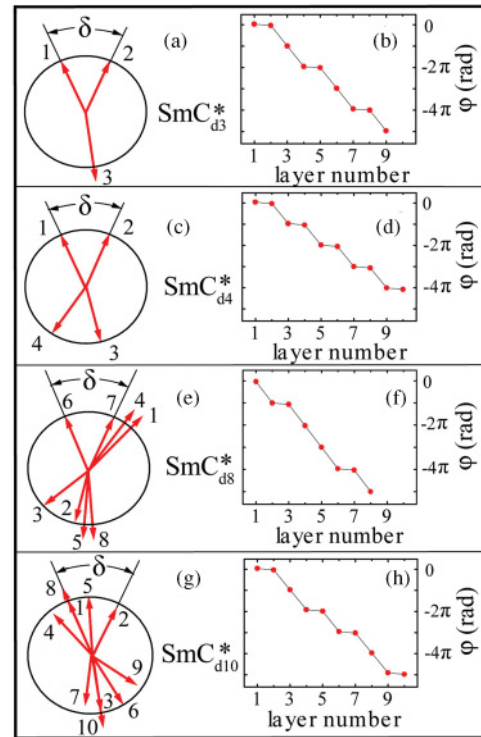 δ
1 2
3
(a)
SmC*d3
(b)
0
-2π
-4π
φ (rad)
1 3 5 7 9
layer number
δ
1 2
4 3
(c)
SmC*d4
(d)
0
-2π
-4π
φ (rad)
1 3 5 7 9
layer number
δ
6 7 4 1
3 2 5 8
(e)
SmC*d8
(f)
0
-2π
-4π
φ (rad)
1 3 5 7 9
layer number
δ
8 5
1 2
4
9
7 3 6
10
(g)
SmC*d10
(h)
0
-2π
-4π
φ (rad)
1 3 5 7 9
layer number